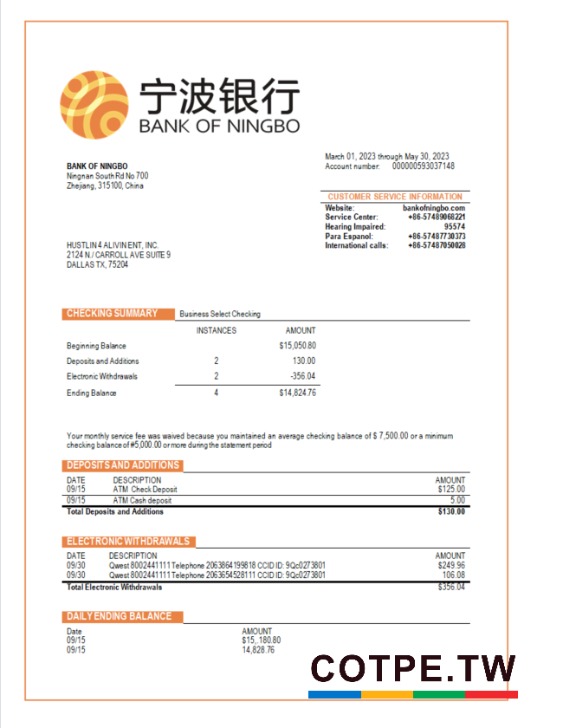 宁波银行
BANK OF NINGBO
March 01, 2023 through May 30, 2023
Account number: 000000593037148
BANK OF NINGBO
Ningnan South Rd No 700
Zhejiang, 315100, China
CUSTOMER SERVICE INFORMATION
Website: bankofningbo.com
Service Center: +86-57489068221
Hearing Impaired: 95574
Para Espanol: +86-57487730373
International calls: +86-57487050028
HUSTLIN 4 ALIVIN ENT, INC.
2124 N./ CARROLL AVE SUITE 9
DALLAS TX, 75204
CHECKING SUMMARY Business Select Checking
INSTANCES AMOUNT
Beginning Balance $15,050.80
Deposits and Additions 2 130.00
Electronic Withdrawals 2 -356.04
Ending Balance 4 $14,824.76
Your monthly service fee was waived because you maintained an average checking balance of $ 7,500.00 or a minimum
checking balance of #5,000.00 or more during the statement period
DEPOSITS AND ADDITIONS
DATE DESCRIPTION AMOUNT
09/15 ATM Check Deposit $125.00
09/15 ATM Cash deposit 5.00
Total Deposits and Additions $130.00
ELECTRONIC WITHDRAWALS
DATE DESCRIPTION AMOUNT
09/30 Qwest 8002441111 Telephone 2063864199818 CCID ID: 9Qc0273801 $249.96
09/30 Qwest 8002441111 Telephone 2063654528111 CCID ID: 9Qc0273801 106.08
Total Electronic Withdrawals $356.04
DAILY ENDING BALANCE
Date AMOUNT
09/15 $15,.180.80
09/15 14,828.76
COTPE.TW